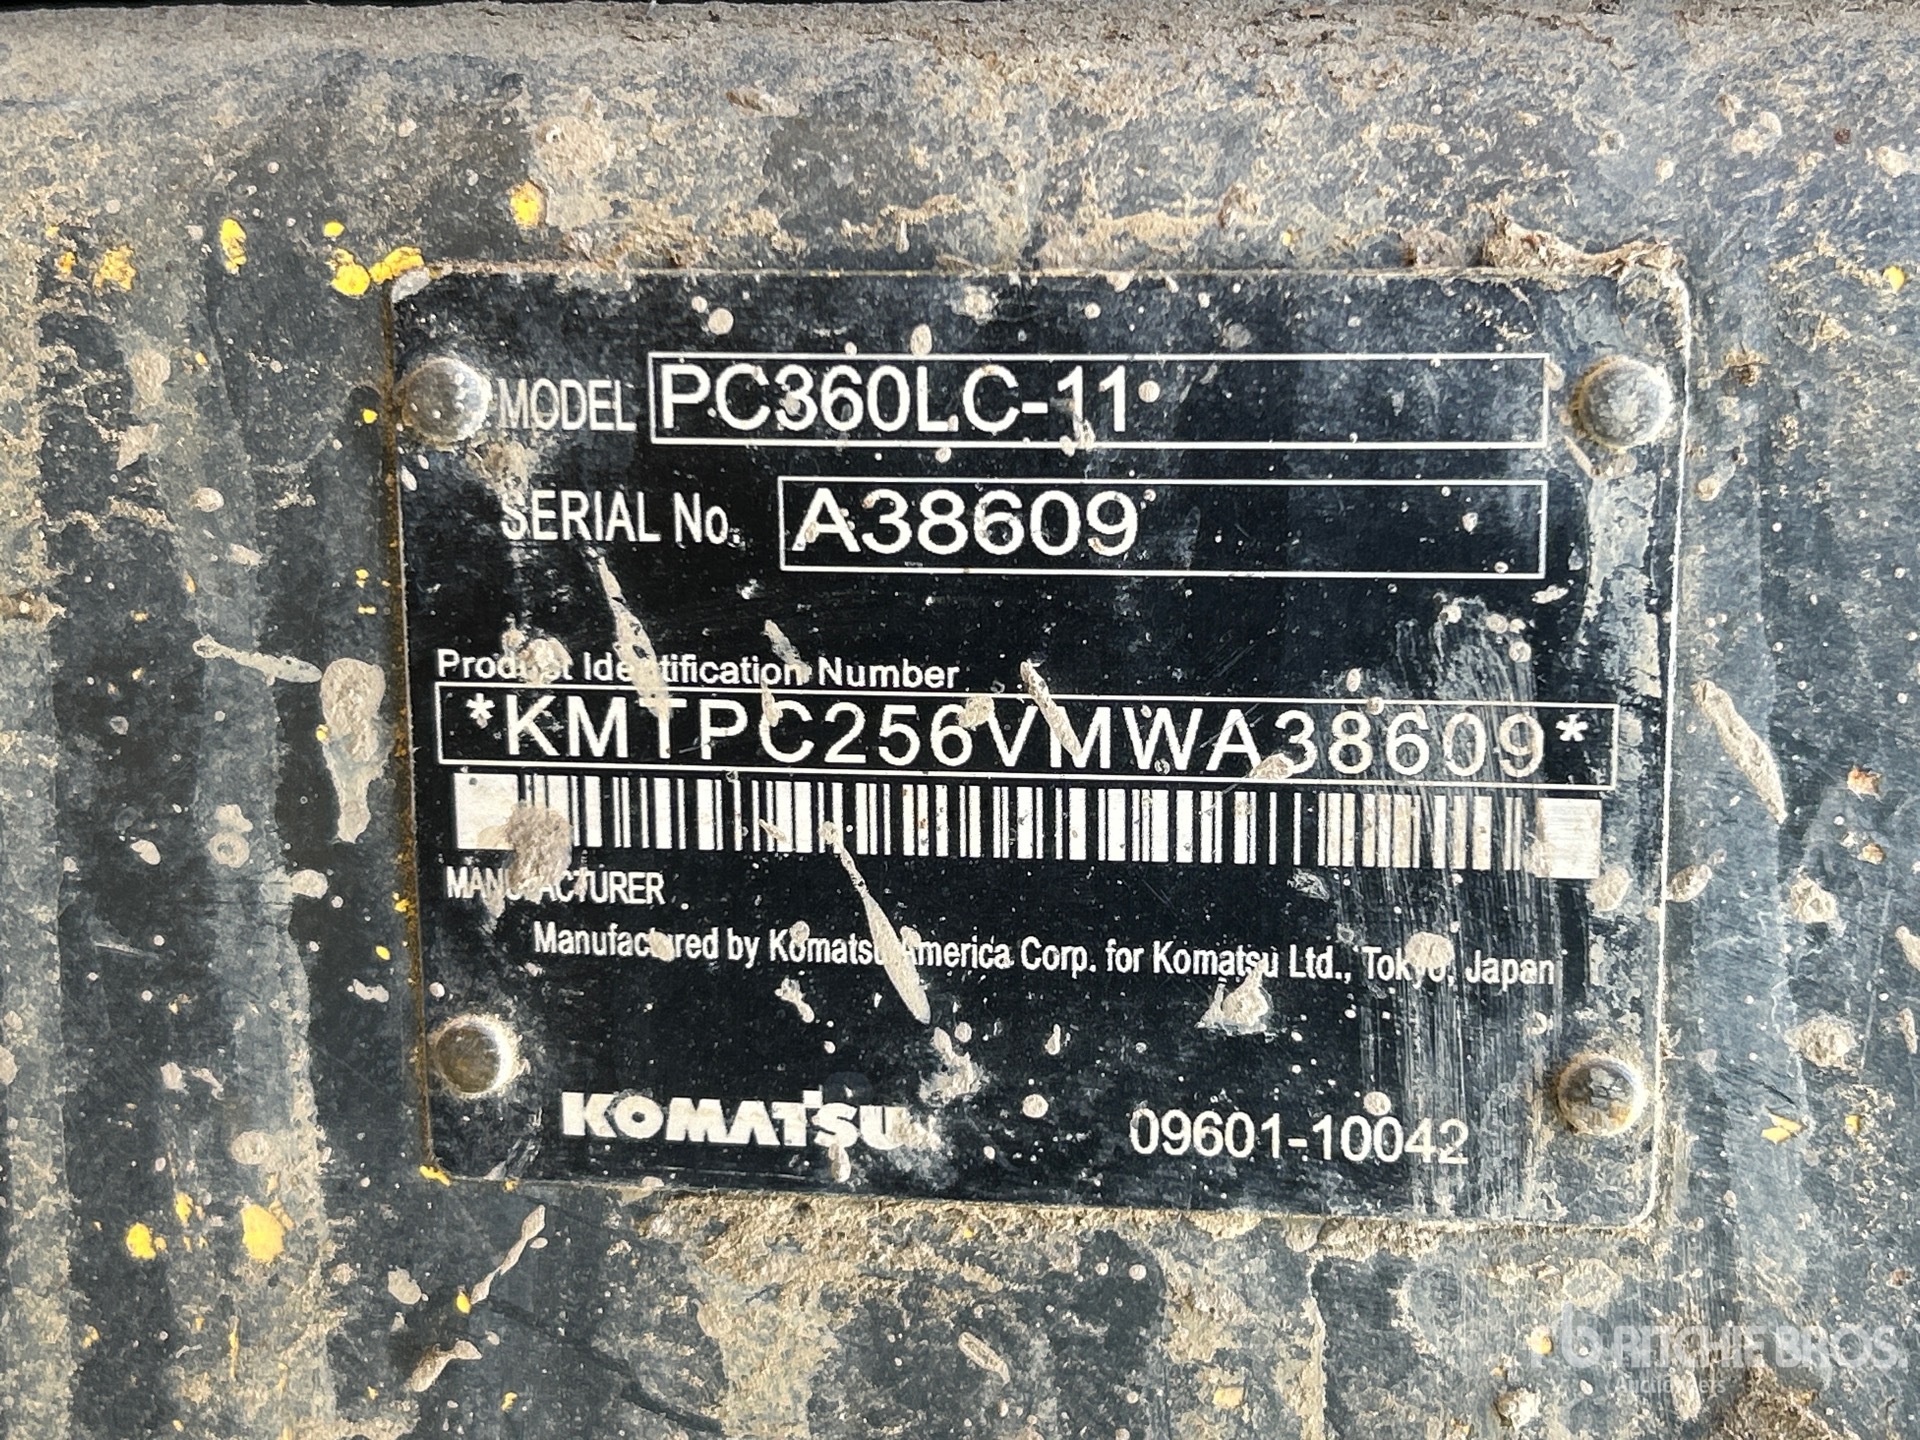 MODEL PC360LC-11
SERIAL No. A38609
Product Identification Number
*KMTPC256VMWA38609*
MANUFACTURER
Manufactured by Komatsu America Corp. for Komatsu Ltd., Tokyo, Japan
KOMATSU 09601-10042
RITCHIE BROS.
Auctioneers